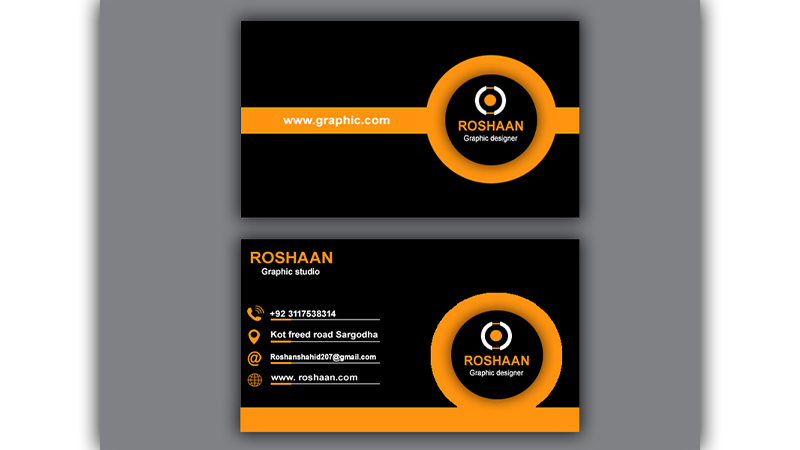 www.graphic.com
ROSHAAN
Graphic designer
ROSHAAN
Graphic studio
+92 3117538314
Kot freed road Sargodha
Roshanshahid207@gmail.com
www. roshaan.com
ROSHAAN
Graphic designer